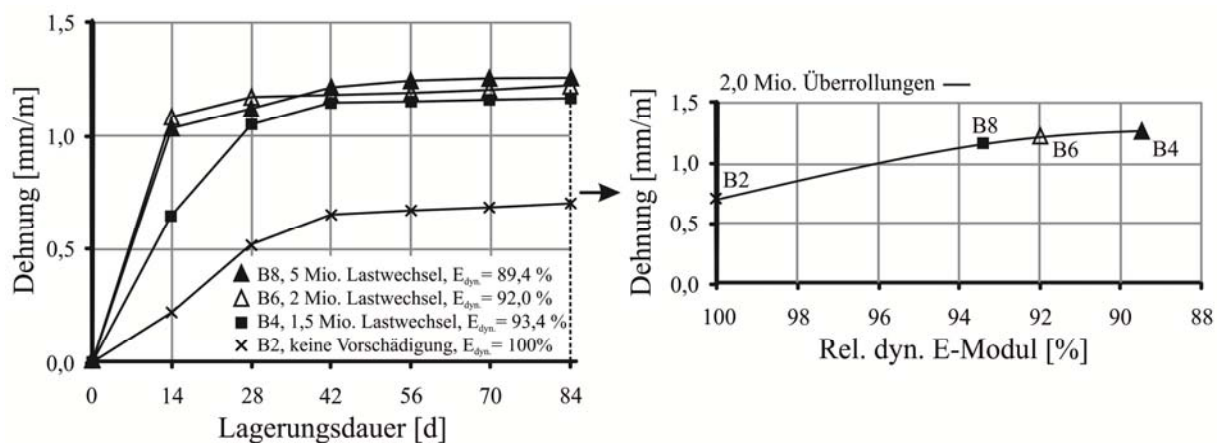 1,5
1,0
0,5
0,0
Dehnung [mm/m]
B8, 5 Mio. Lastwechsel, Edyn.= 89,4 %
B6, 2 Mio. Lastwechsel, Edyn.= 92,0 %
B4, 1,5 Mio. Lastwechsel, Edyn.= 93,4 %
B2, keine Vorschädigung, Edyn.= 100%
0 14 28 42 56 70 84
Lagerungsdauer [d]
2,0 Mio. Überrollungen
1,5
1,0
0,5
0,0
Dehnung [mm/m]
B2
B8
B6
B4
100 98 96 94 92 90 88
Rel. dyn. E-Modul [%]